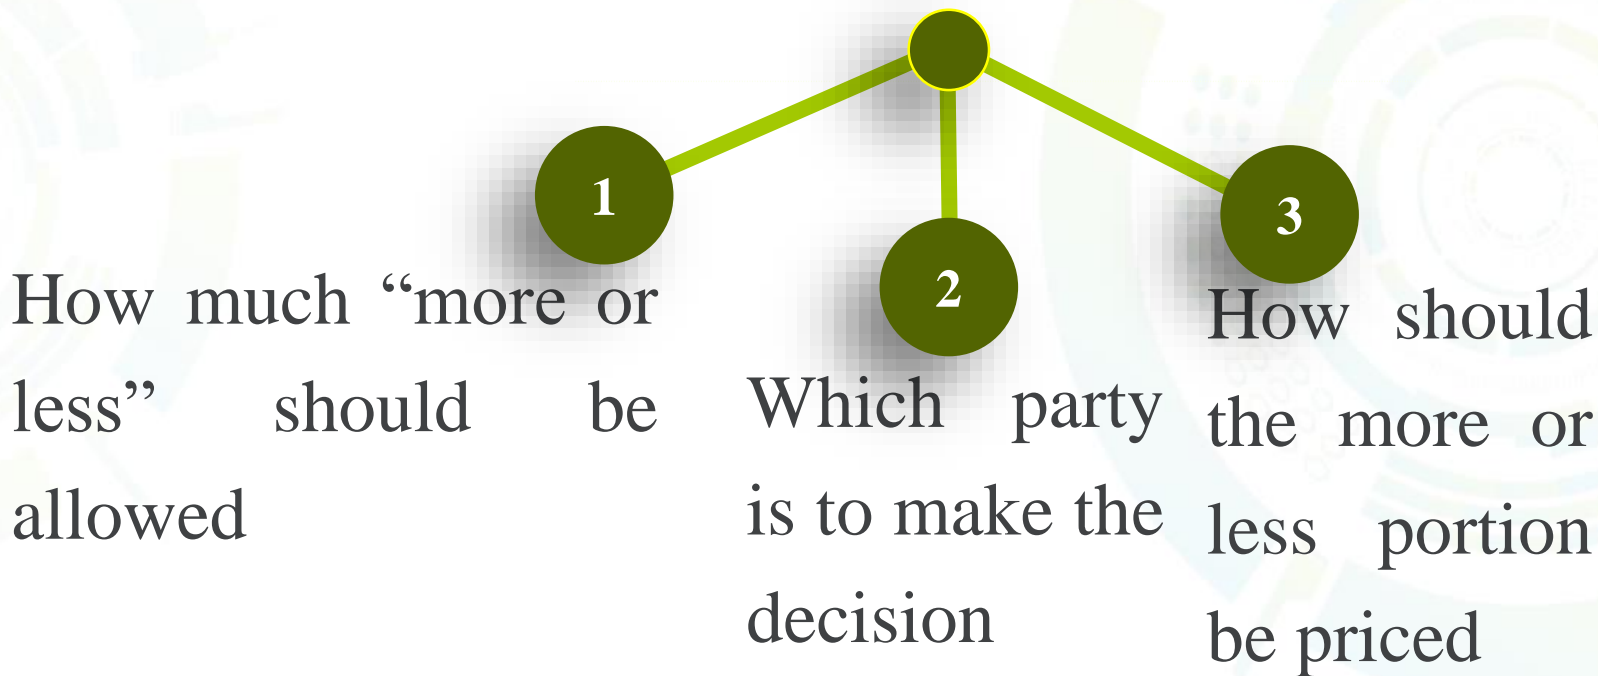 1
How much “more or
less” should be
allowed
2
Which party
is to make the
decision
3
How should
the more or
less portion
be priced